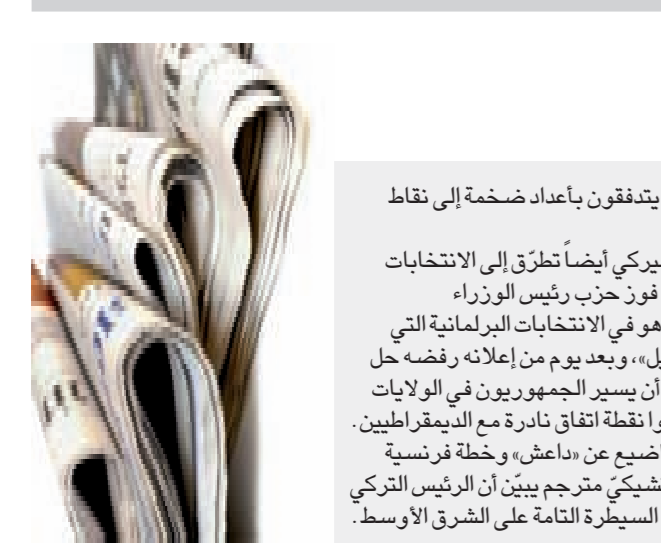 يتدفقون بأعداد ضخمة إلى نقاط
ميركي أيضاً تطرّق إلى الانتخابات
فوز حزب رئيس الوزراء
هو في الانتخابات البرلمانية التي
يل»، وبعد يوم من إعلانه رفضه حل
أن يسير الجمهوريون في الولايات
وا نقطة اتفاق نادرة مع الديمقراطيين.
اضيع عن «داعش» وخطة فرنسية
شيكيّ مترجم يبيّن أن الرئيس التركي
السيطرة التامة على الشرق الأوسط.